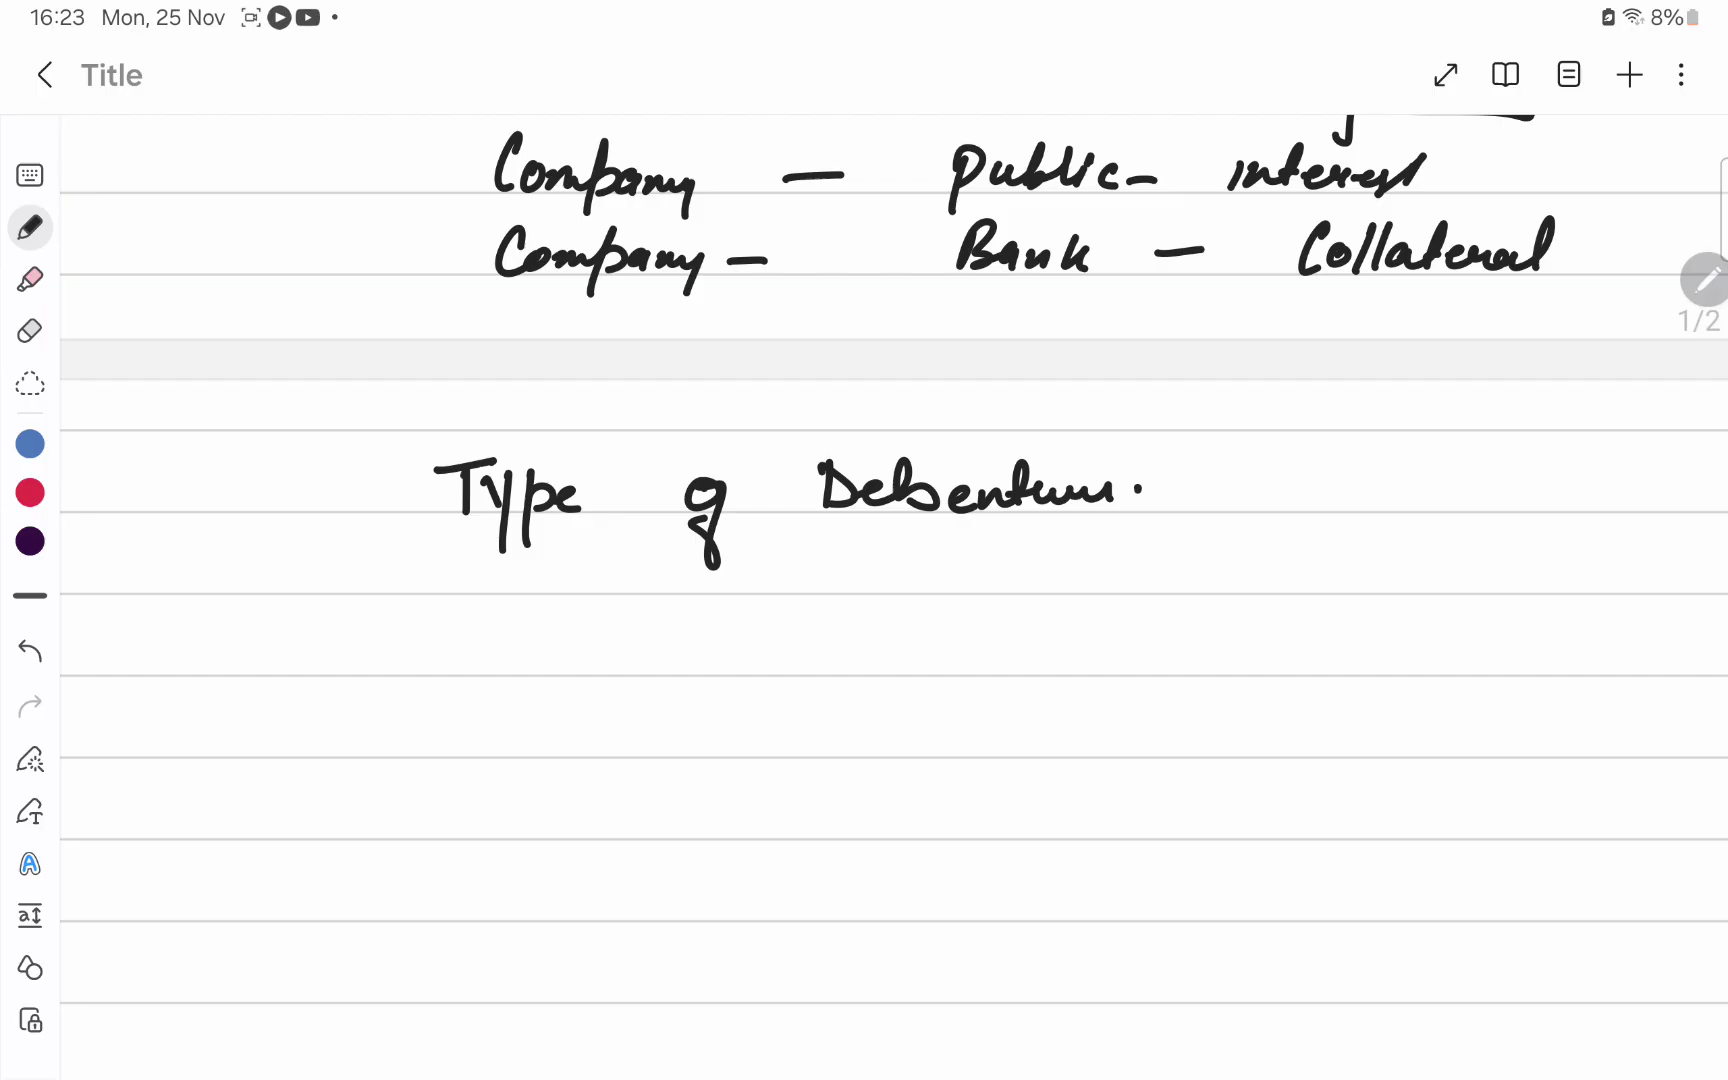 16:23 Mon, 25 Nov 8%
Title
Company — public - interest
Company - Bank - Collateral
1/2
Type of Debenture.